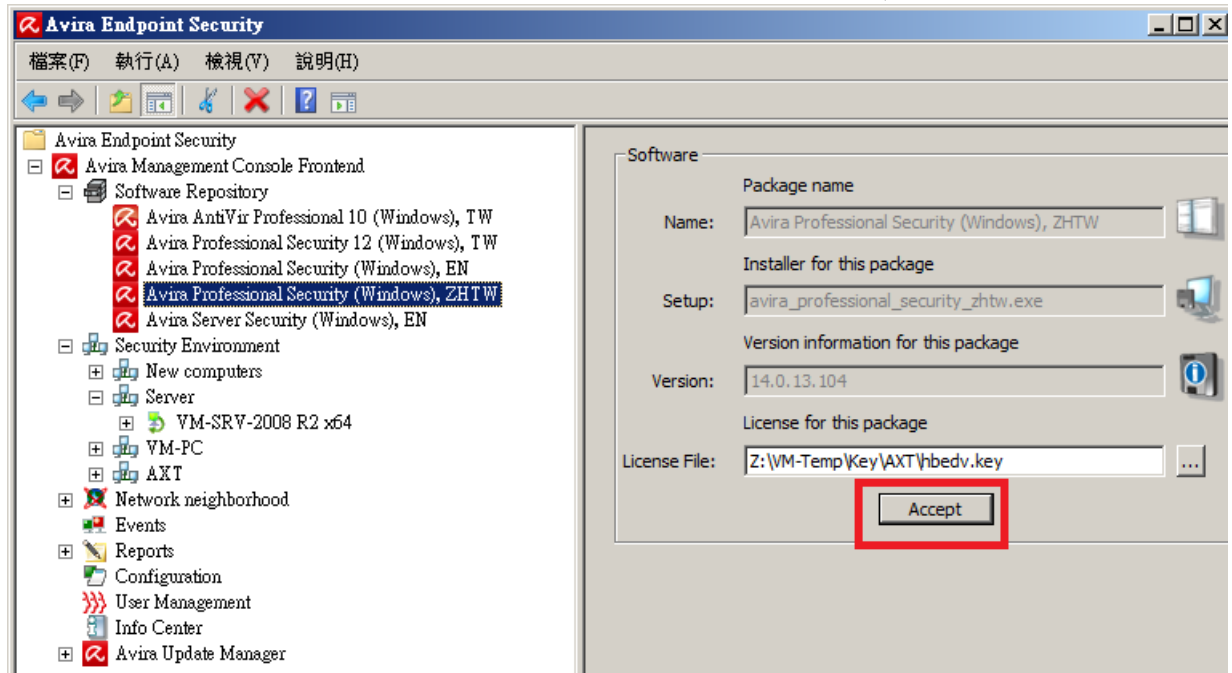 Avira Endpoint Security
檔案(F) 執行(A) 檢視(V) 說明(H)
Avira Endpoint Security
Avira Management Console Frontend
Software Repository
Avira AntiVir Professional 10 (Windows), TW
Avira Professional Security 12 (Windows), TW
Avira Professional Security (Windows), EN
Avira Professional Security (Windows), ZHTW
Avira Server Security (Windows), EN
Security Environment
New computers
Server
VM-SRV-2008 R2 x64
VM-PC
AXT
Network neighborhood
Events
Reports
Configuration
User Management
Info Center
Avira Update Manager
Software
Package name
Name: Avira Professional Security (Windows), ZHTW
Installer for this package
Setup: avira_professional_security_zhtw.exe
Version information for this package
Version: 14.0.13.104
License for this package
License File: Z:\VM-Temp\Key\AXT\hbedv.key ...
Accept